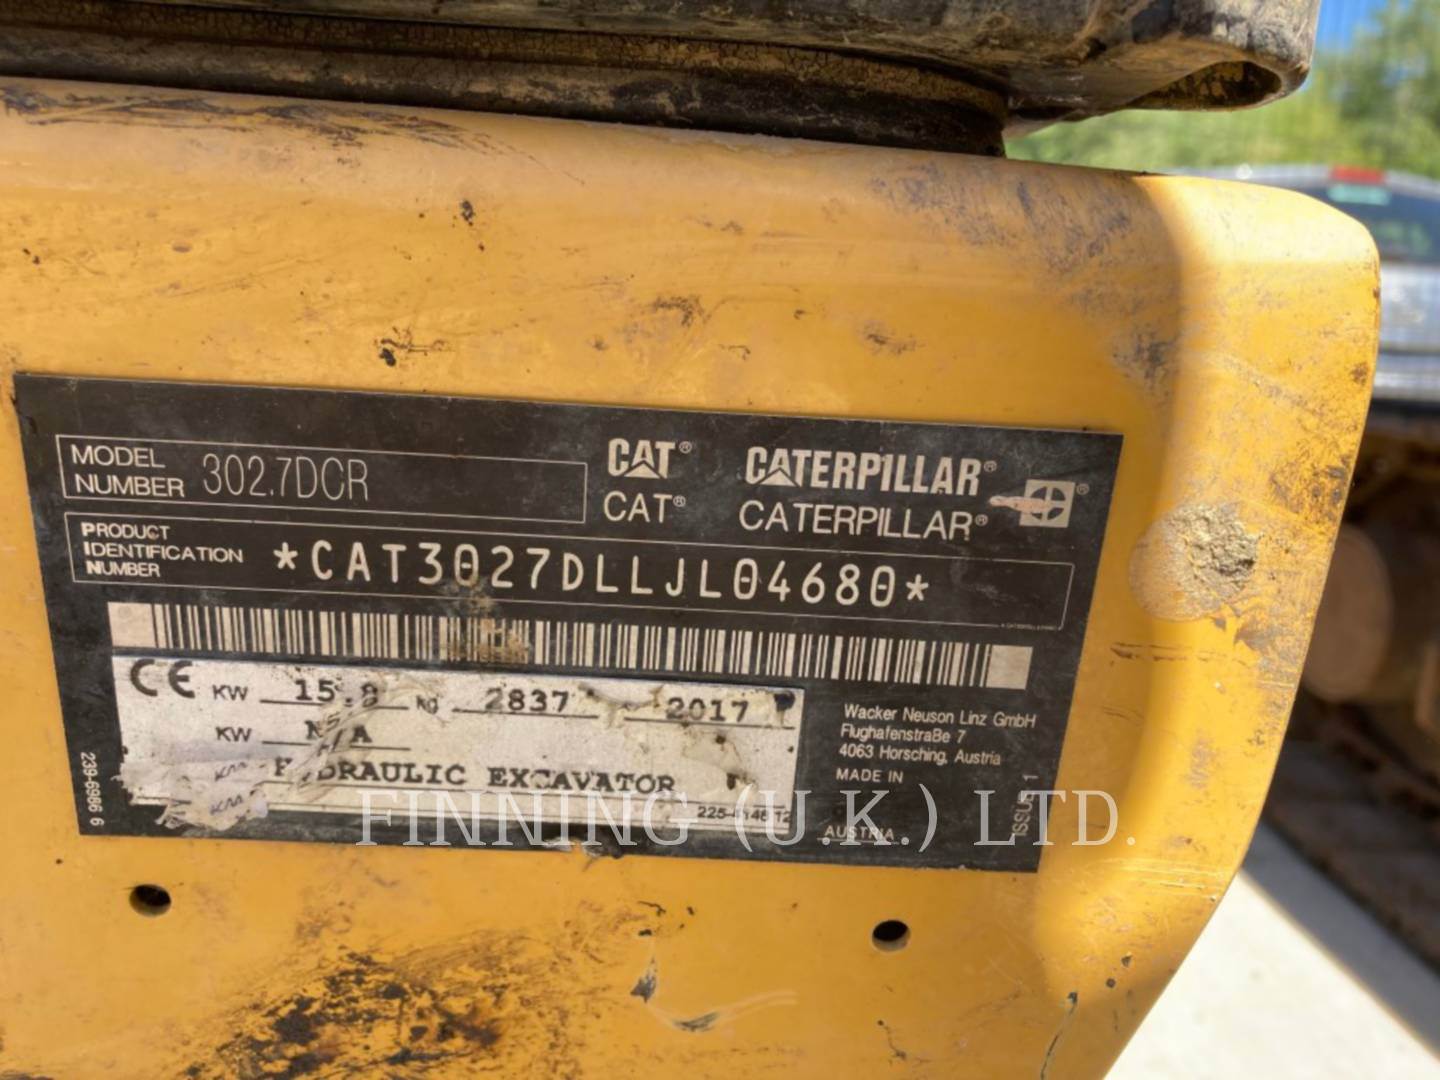 MODEL NUMBER 302.7DCR
CAT® CATERPILLAR®
CAT® CATERPILLAR®
PRODUCT IDENTIFICATION NUMBER *CAT3027DLLJL04680*
CE KW 15.8 kg 2837 2017
KW N/A
HYDRAULIC EXCAVATOR
Wacker Neuson Linz GmbH
FlughafenstraBe 7
4063 Horsching, Austria
MADE IN
AUSTRIA
239-6986 6
ISSUE 1
FINNING (U.K.) LTD.